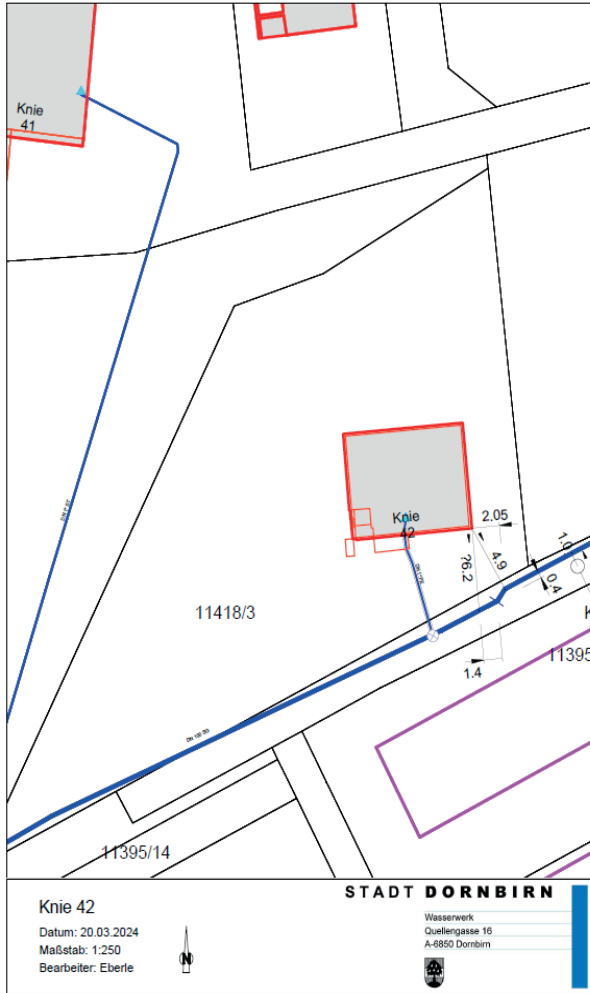 Knie
41
Knie
42
2.05
4.9
?6.2
1.0
0.4
11418/3
K
11395
1.4
11395/14
STADT DORNBIRN
Knie 42
Datum: 20.03.2024
Maßstab: 1:250
Bearbeiter: Eberle
N
Wasserwerk
Quellengasse 16
A-6850 Dornbirn